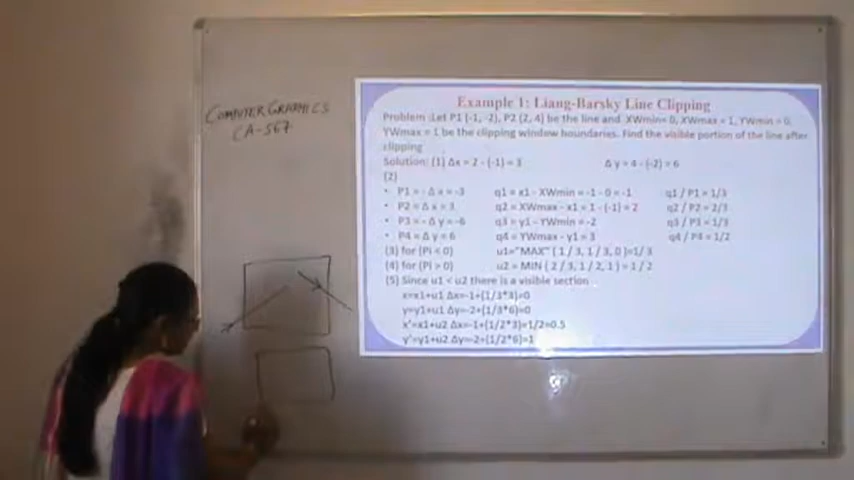 COMPUTER GRAPHICS
CA-567
Example 1: Liang-Barsky Line Clipping
Problem :Let P1 (-1, -2), P2 (2, 4) be the line and XWmin= 0, XWmax = 1, YWmin = 0,
YWmax = 1 be the clipping window boundaries. Find the visible portion of the line after
clipping
Solution: (1) Δx = 2 - (-1) = 3 Δ y = 4 - (-2) = 6
(2)
• P1 = - Δ x = -3 q1 = x1 - XWmin = -1 - 0 = -1 q1 / P1 = 1/3
• P2 = Δ x = 3 q2 = XWmax - x1 = 1 - (-1) = 2 q2 / P2 = 2/3
• P3 = - Δ y = -6 q3 = y1 - YWmin = -2 q3 / P3 = 1/3
• P4 = Δ y = 6 q4 = YWmax - y1 = 3 q4 / P4 = 1/2
(3) for (Pi < 0) u1="MAX" ( 1 / 3, 1 / 3, 0 )=1/ 3
(4) for (Pi > 0) u2 = MIN ( 2 / 3, 1 / 2, 1 ) = 1 / 2
(5) Since u1 < u2 there is a visible section
x=x1+u1 Δx=-1+(1/3*3)=0
y=y1+u1 Δy=-2+(1/3*6)=0
x'=x1+u2 Δx=-1+(1/2*3)=1/2=0.5
y'=y1+u2 Δy=-2+(1/2*6)=1